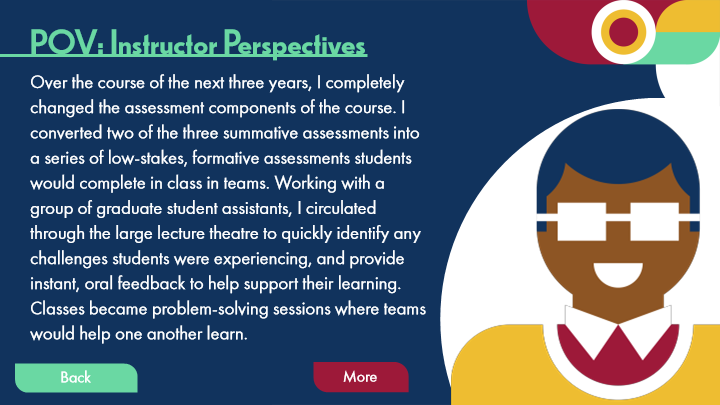 POV: Instructor Perspectives
Over the course of the next three years, I completely
changed the assessment components of the course. I
converted two of the three summative assessments into
a series of low-stakes, formative assessments students
would complete in class in teams. Working with a
group of graduate student assistants, I circulated
through the large lecture theatre to quickly identify any
challenges students were experiencing, and provide
instant, oral feedback to help support their learning.
Classes became problem-solving sessions where teams
would help one another learn.
Back
More